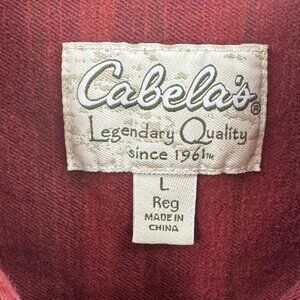 Cabela's®
Legendary Quality
since 1961™
L
Reg
MADE IN
CHINA